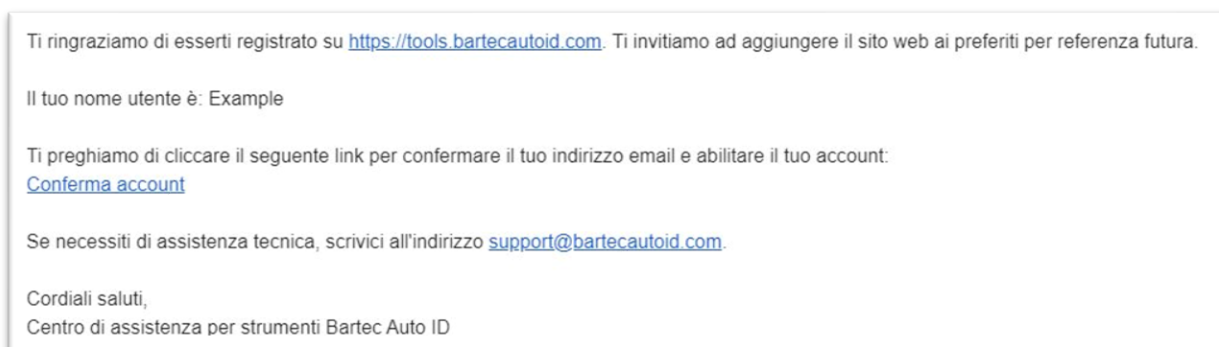 Ti ringraziamo di esserti registrato su https://tools.bartecautoid.com. Ti invitiamo ad aggiungere il sito web ai preferiti per referenza futura.
Il tuo nome utente è: Example
Ti preghiamo di cliccare il seguente link per confermare il tuo indirizzo email e abilitare il tuo account:
Conferma account
Se necessiti di assistenza tecnica, scrivici all'indirizzo support@bartecautoid.com.
Cordiali saluti,
Centro di assistenza per strumenti Bartec Auto ID